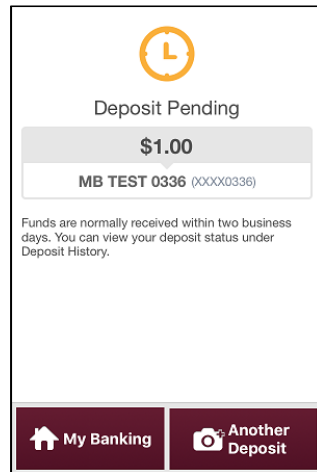 Deposit Pending
$1.00
MB TEST 0336 (XXXX0336)
Funds are normally received within two business
days. You can view your deposit status under
Deposit History.
My Banking
Another
Deposit